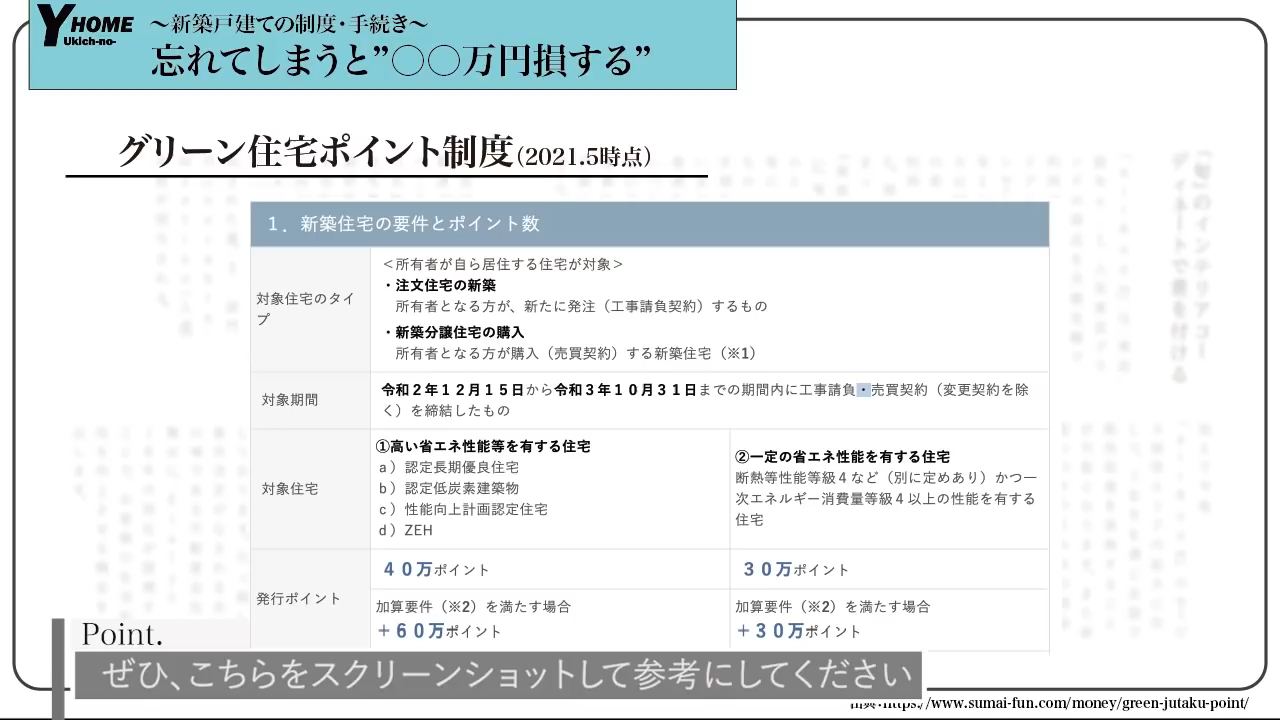 YHOME
Ukich-no-
～新築戸建ての制度・手続き～
忘れてしまうと”〇〇万円損する”
グリーン住宅ポイント制度（2021.5時点）
１．新築住宅の要件とポイント数
対象住宅のタイ
プ
＜所有者が自ら居住する住宅が対象＞
・注文住宅の新築
所有者となる方が、新たに発注（工事請負契約）するもの
・新築分譲住宅の購入
所有者となる方が購入（売買契約）する新築住宅（※1）
対象期間
令和２年１２月１５日から令和３年１０月３１日までの期間内に工事請負・売買契約（変更契約を除
く）を締結したもの
対象住宅
①高い省エネ性能等を有する住宅
ａ）認定長期優良住宅
ｂ）認定低炭素建築物
ｃ）性能向上計画認定住宅
ｄ）ZEH
②一定の省エネ性能を有する住宅
断熱等性能等級４など（別に定めあり）かつ一
次エネルギー消費量等級４以上の性能を有する
住宅
発行ポイント
４０万ポイント
３０万ポイント
加算要件（※2）を満たす場合
＋６０万ポイント
加算要件（※2）を満たす場合
＋３０万ポイント
Point.
ぜひ、こちらをスクリーンショットして参考にしてください
出典:https://www.sumai-fun.com/money/green-jutaku-point/